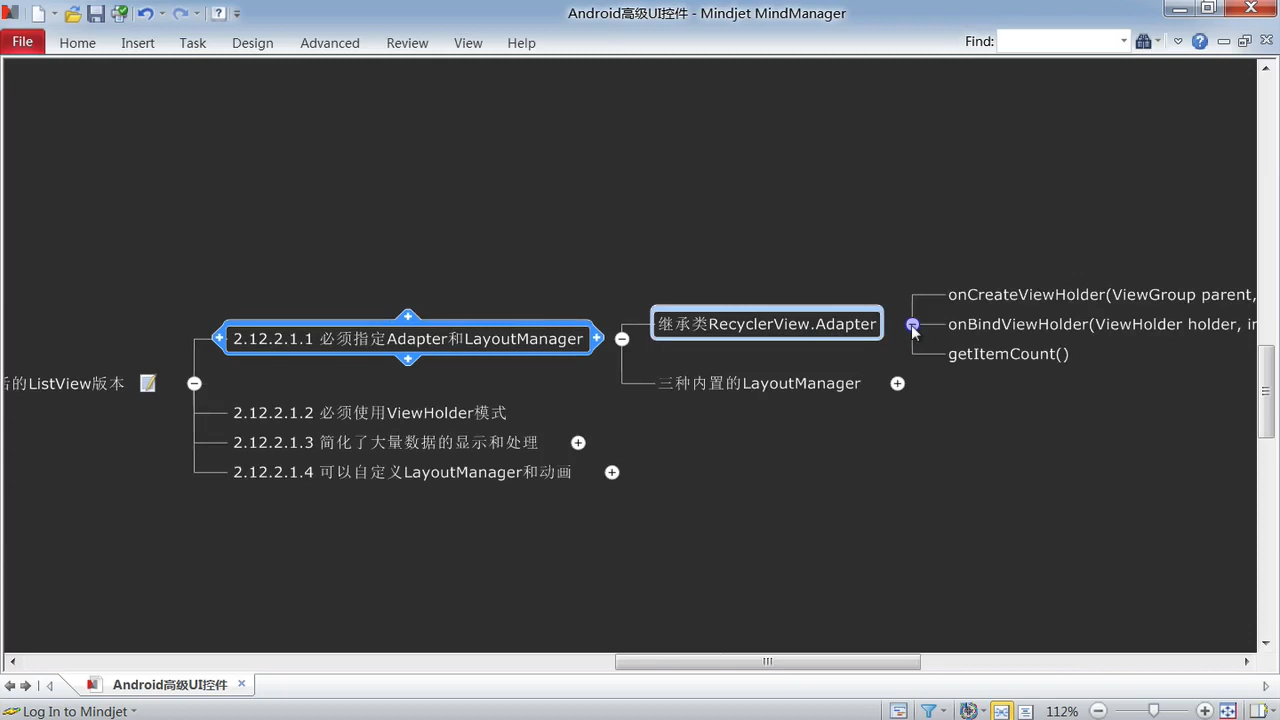 Android高级UI控件 - Mindjet MindManager
File Home Insert Task Design Advanced Review View Help Find:
onCreateViewHolder(ViewGroup parent,
继承类RecyclerView.Adapter
onBindViewHolder(ViewHolder holder, in
2.12.2.1.1 必须指定Adapter和LayoutManager
getItemCount()
后的ListView版本
三种内置的LayoutManager
2.12.2.1.2 必须使用ViewHolder模式
2.12.2.1.3 简化了大量数据的显示和处理
2.12.2.1.4 可以自定义LayoutManager和动画
Android高级UI控件
Log In to Mindjet
112%